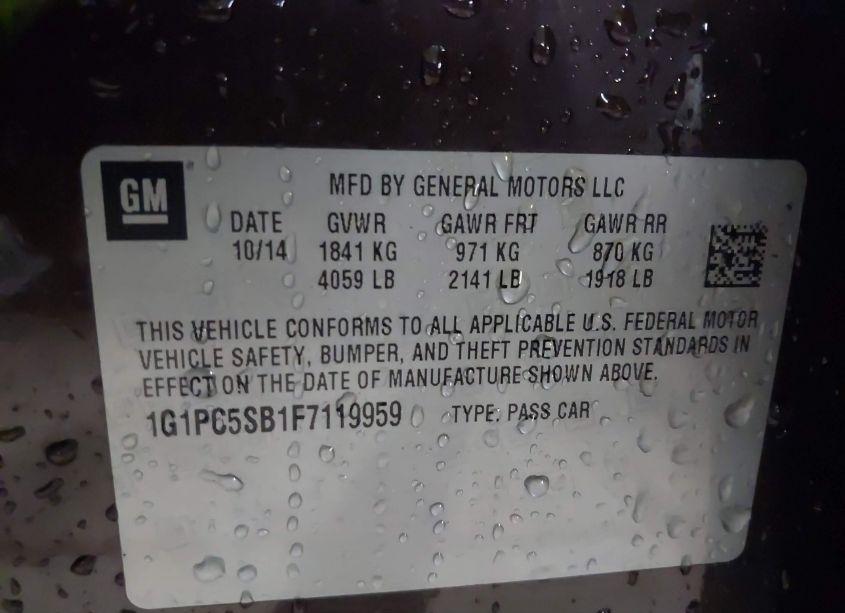 GM
MFD BY GENERAL MOTORS LLC
DATE GVWR GAWR FRT GAWR RR
10/14 1841 KG 971 KG 870 KG
4059 LB 2141 LB 1918 LB
THIS VEHICLE CONFORMS TO ALL APPLICABLE U.S. FEDERAL MOTOR
VEHICLE SAFETY, BUMPER, AND THEFT PREVENTION STANDARDS IN
EFFECT ON THE DATE OF MANUFACTURE SHOWN ABOVE.
1G1PC5SB1F7119959 TYPE: PASS CAR